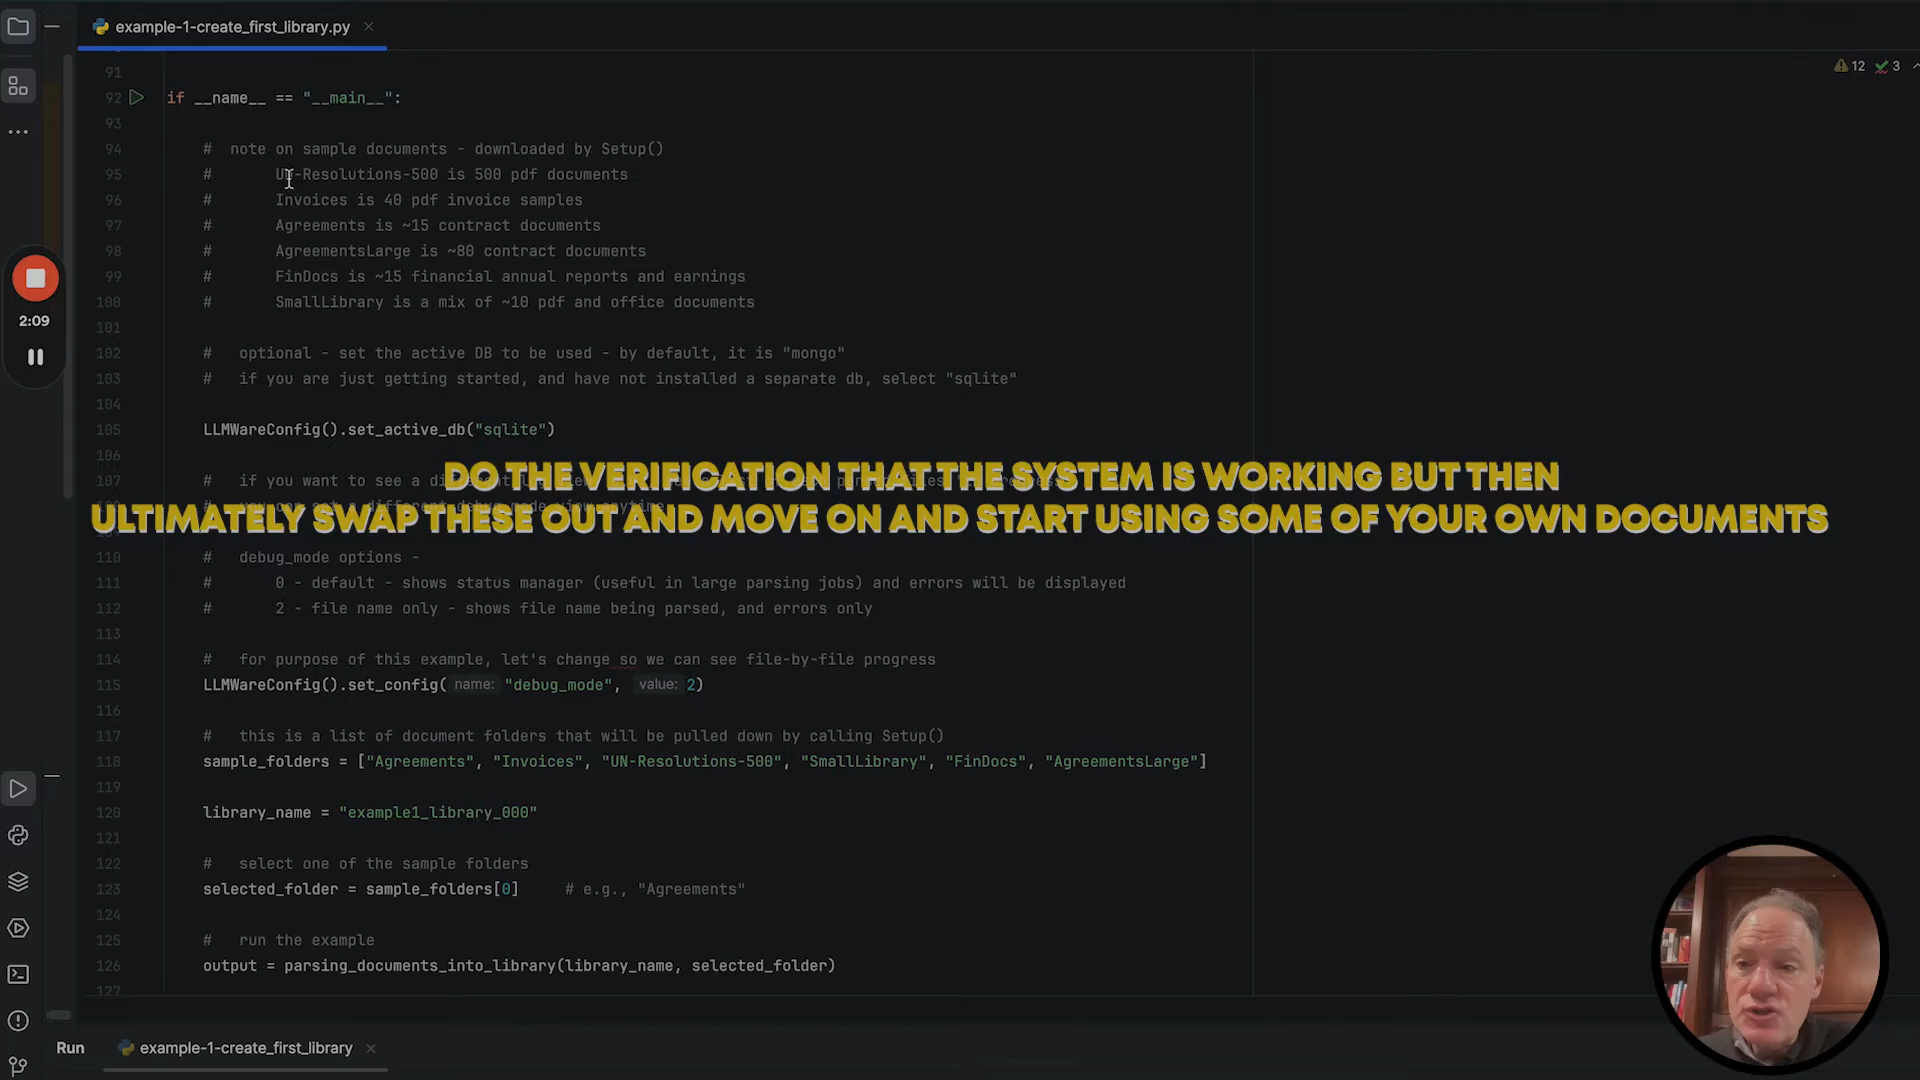 example-1-create_first_library.py
12 3
91
92 if __name__ == "__main__":
93
94 # note on sample documents - downloaded by Setup()
95 # UN-Resolutions-500 is 500 pdf documents
96 # Invoices is 40 pdf invoice samples
97 # Agreements is ~15 contract documents
98 # AgreementsLarge is ~80 contract documents
99 # FinDocs is ~15 financial annual reports and earnings
100 # SmallLibrary is a mix of ~10 pdf and office documents
2:09
101
102 # optional - set the active DB to be used - by default, it is "mongo"
103 # if you are just getting started, and have not installed a separate db, select "sqlite"
104
105 LLMWareConfig().set_active_db("sqlite")
106
107 # if you want to see a
DO THE VERIFICATION THAT THE SYSTEM IS WORKING BUT THEN
ULTIMATELY SWAP THESE OUT AND MOVE ON AND START USING SOME OF YOUR OWN DOCUMENTS
110 # debug_mode options -
111 # 0 - default - shows status manager (useful in large parsing jobs) and errors will be displayed
112 # 2 - file name only - shows file name being parsed, and errors only
113
114 # for purpose of this example, let's change so we can see file-by-file progress
115 LLMWareConfig().set_config( name: "debug_mode", value: 2)
116
117 # this is a list of document folders that will be pulled down by calling Setup()
118 sample_folders = ["Agreements", "Invoices", "UN-Resolutions-500", "SmallLibrary", "FinDocs", "AgreementsLarge"]
119
120 library_name = "example1_library_000"
121
122 # select one of the sample folders
123 selected_folder = sample_folders[0] # e.g., "Agreements"
124
125 # run the example
126 output = parsing_documents_into_library(library_name, selected_folder)
127
Run example-1-create_first_library